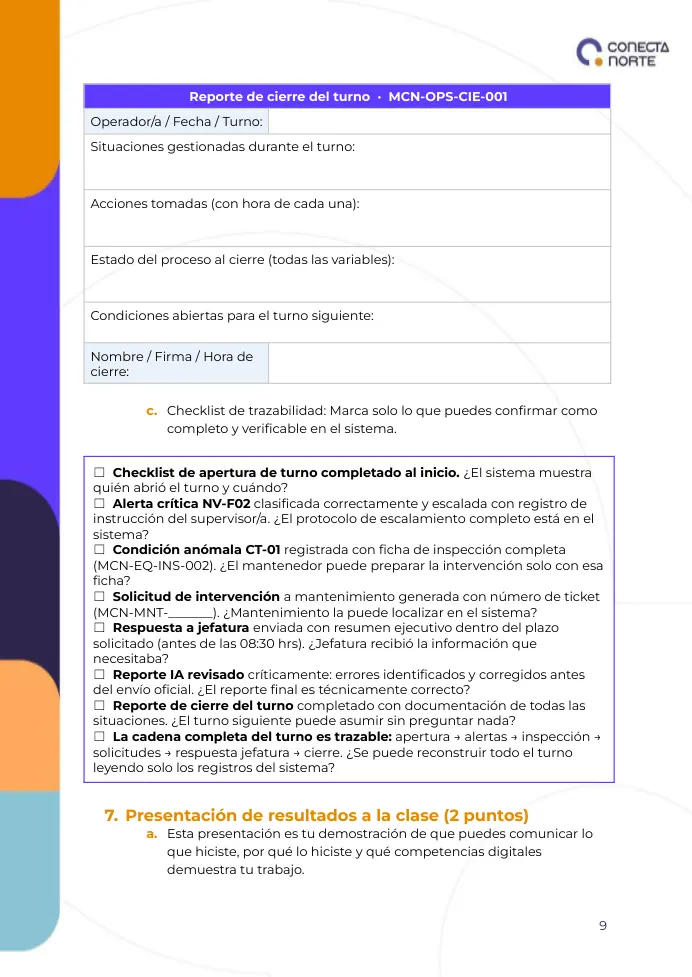 CONECTA
NORTE
Reporte de cierre del turno · MCN-OPS-CIE-001
Operador/a / Fecha / Turno:
Situaciones gestionadas durante el turno:
Acciones tomadas (con hora de cada una):
Estado del proceso al cierre (todas las variables):
Condiciones abiertas para el turno siguiente:
Nombre / Firma / Hora de
cierre:
c. Checklist de trazabilidad: Marca solo lo que puedes confirmar como
completo y verificable en el sistema.
☐ Checklist de apertura de turno completado al inicio. ¿El sistema muestra
quién abrió el turno y cuándo?
☐ Alerta crítica NV-F02 clasificada correctamente y escalada con registro de
instrucción del supervisor/a. ¿El protocolo de escalamiento completo está en el
sistema?
☐ Condición anómala CT-01 registrada con ficha de inspección completa
(MCN-EQ-INS-002). ¿El mantenedor puede preparar la intervención solo con esa
ficha?
☐ Solicitud de intervención a mantenimiento generada con número de ticket
(MCN-MNT-_______). ¿Mantenimiento la puede localizar en el sistema?
☐ Respuesta a jefatura enviada con resumen ejecutivo dentro del plazo
solicitado (antes de las 08:30 hrs). ¿Jefatura recibió la información que
necesitaba?
☐ Reporte IA revisado críticamente: errores identificados y corregidos antes
del envío oficial. ¿El reporte final es técnicamente correcto?
☐ Reporte de cierre del turno completado con documentación de todas las
situaciones. ¿El turno siguiente puede asumir sin preguntar nada?
☐ La cadena completa del turno es trazable: apertura → alertas → inspección →
solicitudes → respuesta jefatura → cierre. ¿Se puede reconstruir todo el turno
leyendo solo los registros del sistema?
7. Presentación de resultados a la clase (2 puntos)
a. Esta presentación es tu demostración de que puedes comunicar lo
que hiciste, por qué lo hiciste y qué competencias digitales
demuestra tu trabajo.
9